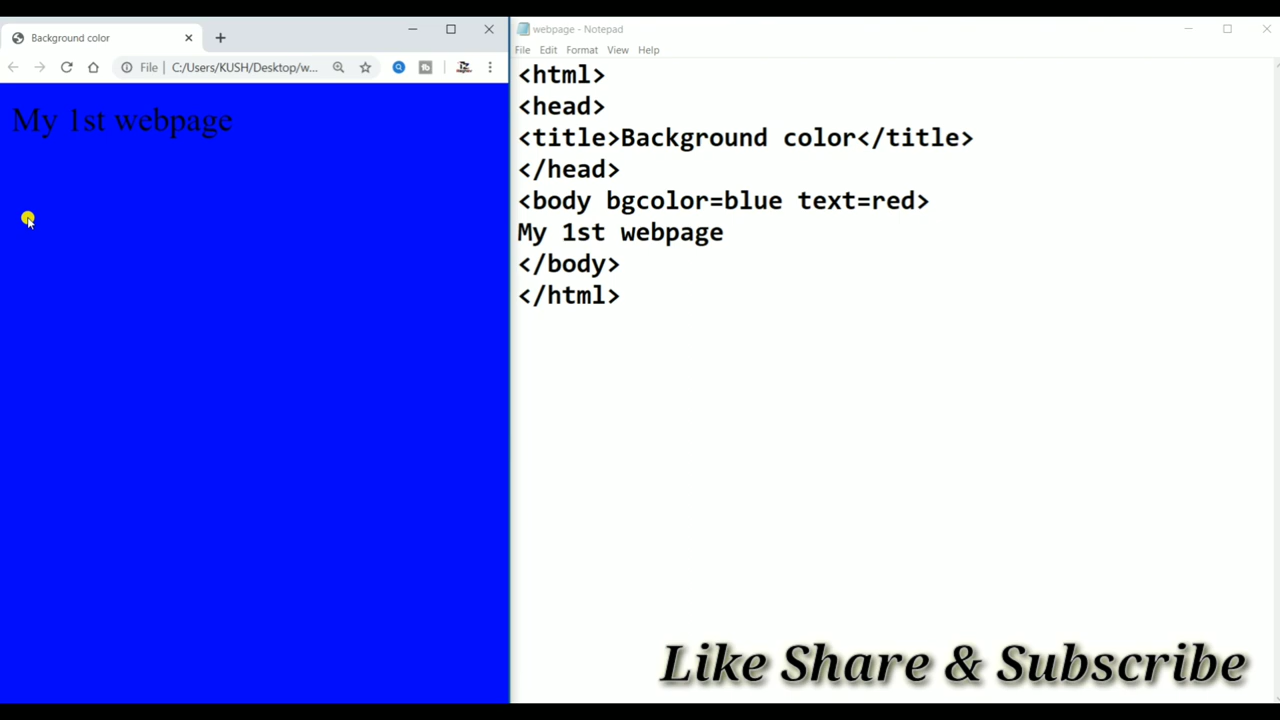 Background color
File
C:/Users/KUSH/Desktop/w...
My 1st webpage
webpage - Notepad
File Edit Format View Help
<html>
<head>
<title>Background color</title>
</head>
<body bgcolor=blue text=red>
My 1st webpage
</body>
</html>
Like Share & Subscribe